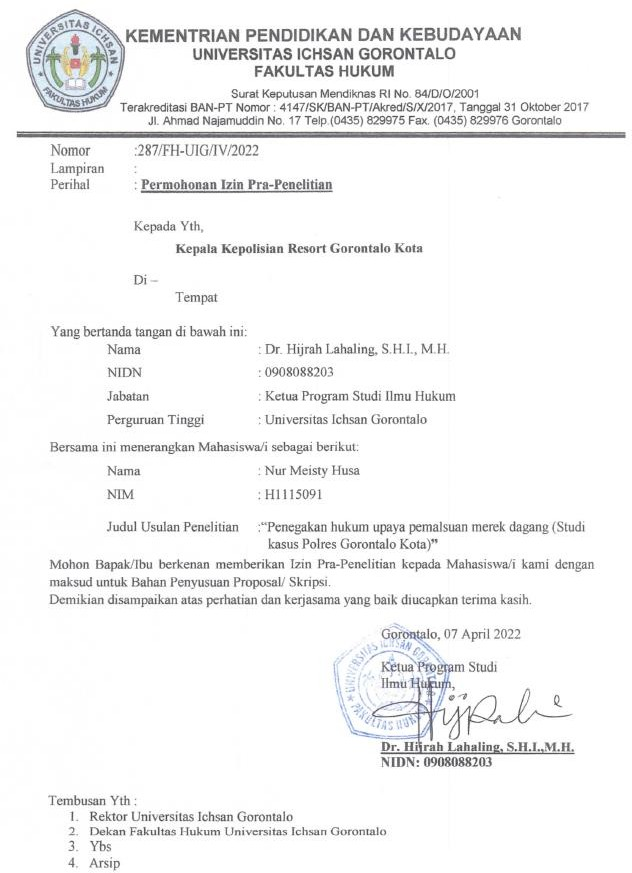 UNIVERSITAS ICHSAN
FAKULTAS HUKUM
KEMENTRIAN PENDIDIKAN DAN KEBUDAYAAN
UNIVERSITAS ICHSAN GORONTALO
FAKULTAS HUKUM
Surat Keputusan Mendiknas RI No. 84/D/O/2001
Terakreditasi BAN-PT Nomor : 4147/SK/BAN-PT/Akred/S/X/2017, Tanggal 31 Oktober 2017
Jl. Ahmad Najamuddin No. 17 Telp.(0435) 829975 Fax. (0435) 829976 Gorontalo
Nomor :287/FH-UIG/IV/2022
Lampiran :
Perihal : Permohonan Izin Pra-Penelitian
Kepada Yth,
Kepala Kepolisian Resort Gorontalo Kota
Di –
Tempat
Yang bertanda tangan di bawah ini:
Nama : Dr. Hijrah Lahaling, S.H.I., M.H.
NIDN : 0908088203
Jabatan : Ketua Program Studi Ilmu Hukum
Perguruan Tinggi : Universitas Ichsan Gorontalo
Bersama ini menerangkan Mahasiswa/i sebagai berikut:
Nama : Nur Meisty Husa
NIM : H1115091
Judul Usulan Penelitian :“Penegakan hukum upaya pemalsuan merek dagang (Studi
kasus Polres Gorontalo Kota)”
Mohon Bapak/Ibu berkenan memberikan Izin Pra-Penelitian kepada Mahasiswa/i kami dengan
maksud untuk Bahan Penyusuan Proposal/ Skripsi.
Demikian disampaikan atas perhatian dan kerjasama yang baik diucapkan terima kasih.
Gorontalo, 07 April 2022
Ketua Program Studi
Ilmu Hukum,
UNIVERSITAS ICHSAN GORONTALO
FAKULTAS HUKUM
Dr. Hijrah Lahaling, S.H.I.,M.H.
NIDN: 0908088203
Tembusan Yth :
1. Rektor Universitas Ichsan Gorontalo
2. Dekan Fakultas Hukum Universitas Ichsan Gorontalo
3. Ybs
4. Arsip